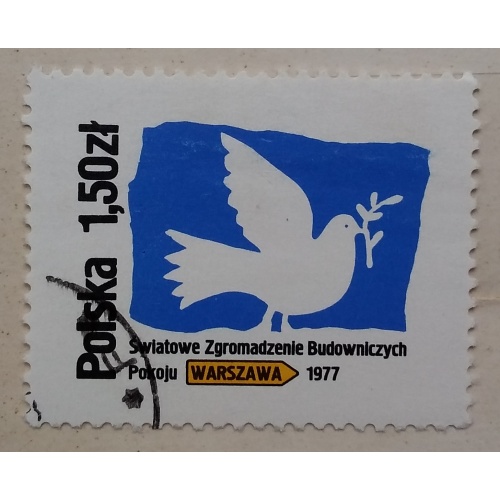 Polska 1,50zł
Światowe Zgromadzenie Budowniczych
Pokoju WARSZAWA 1977